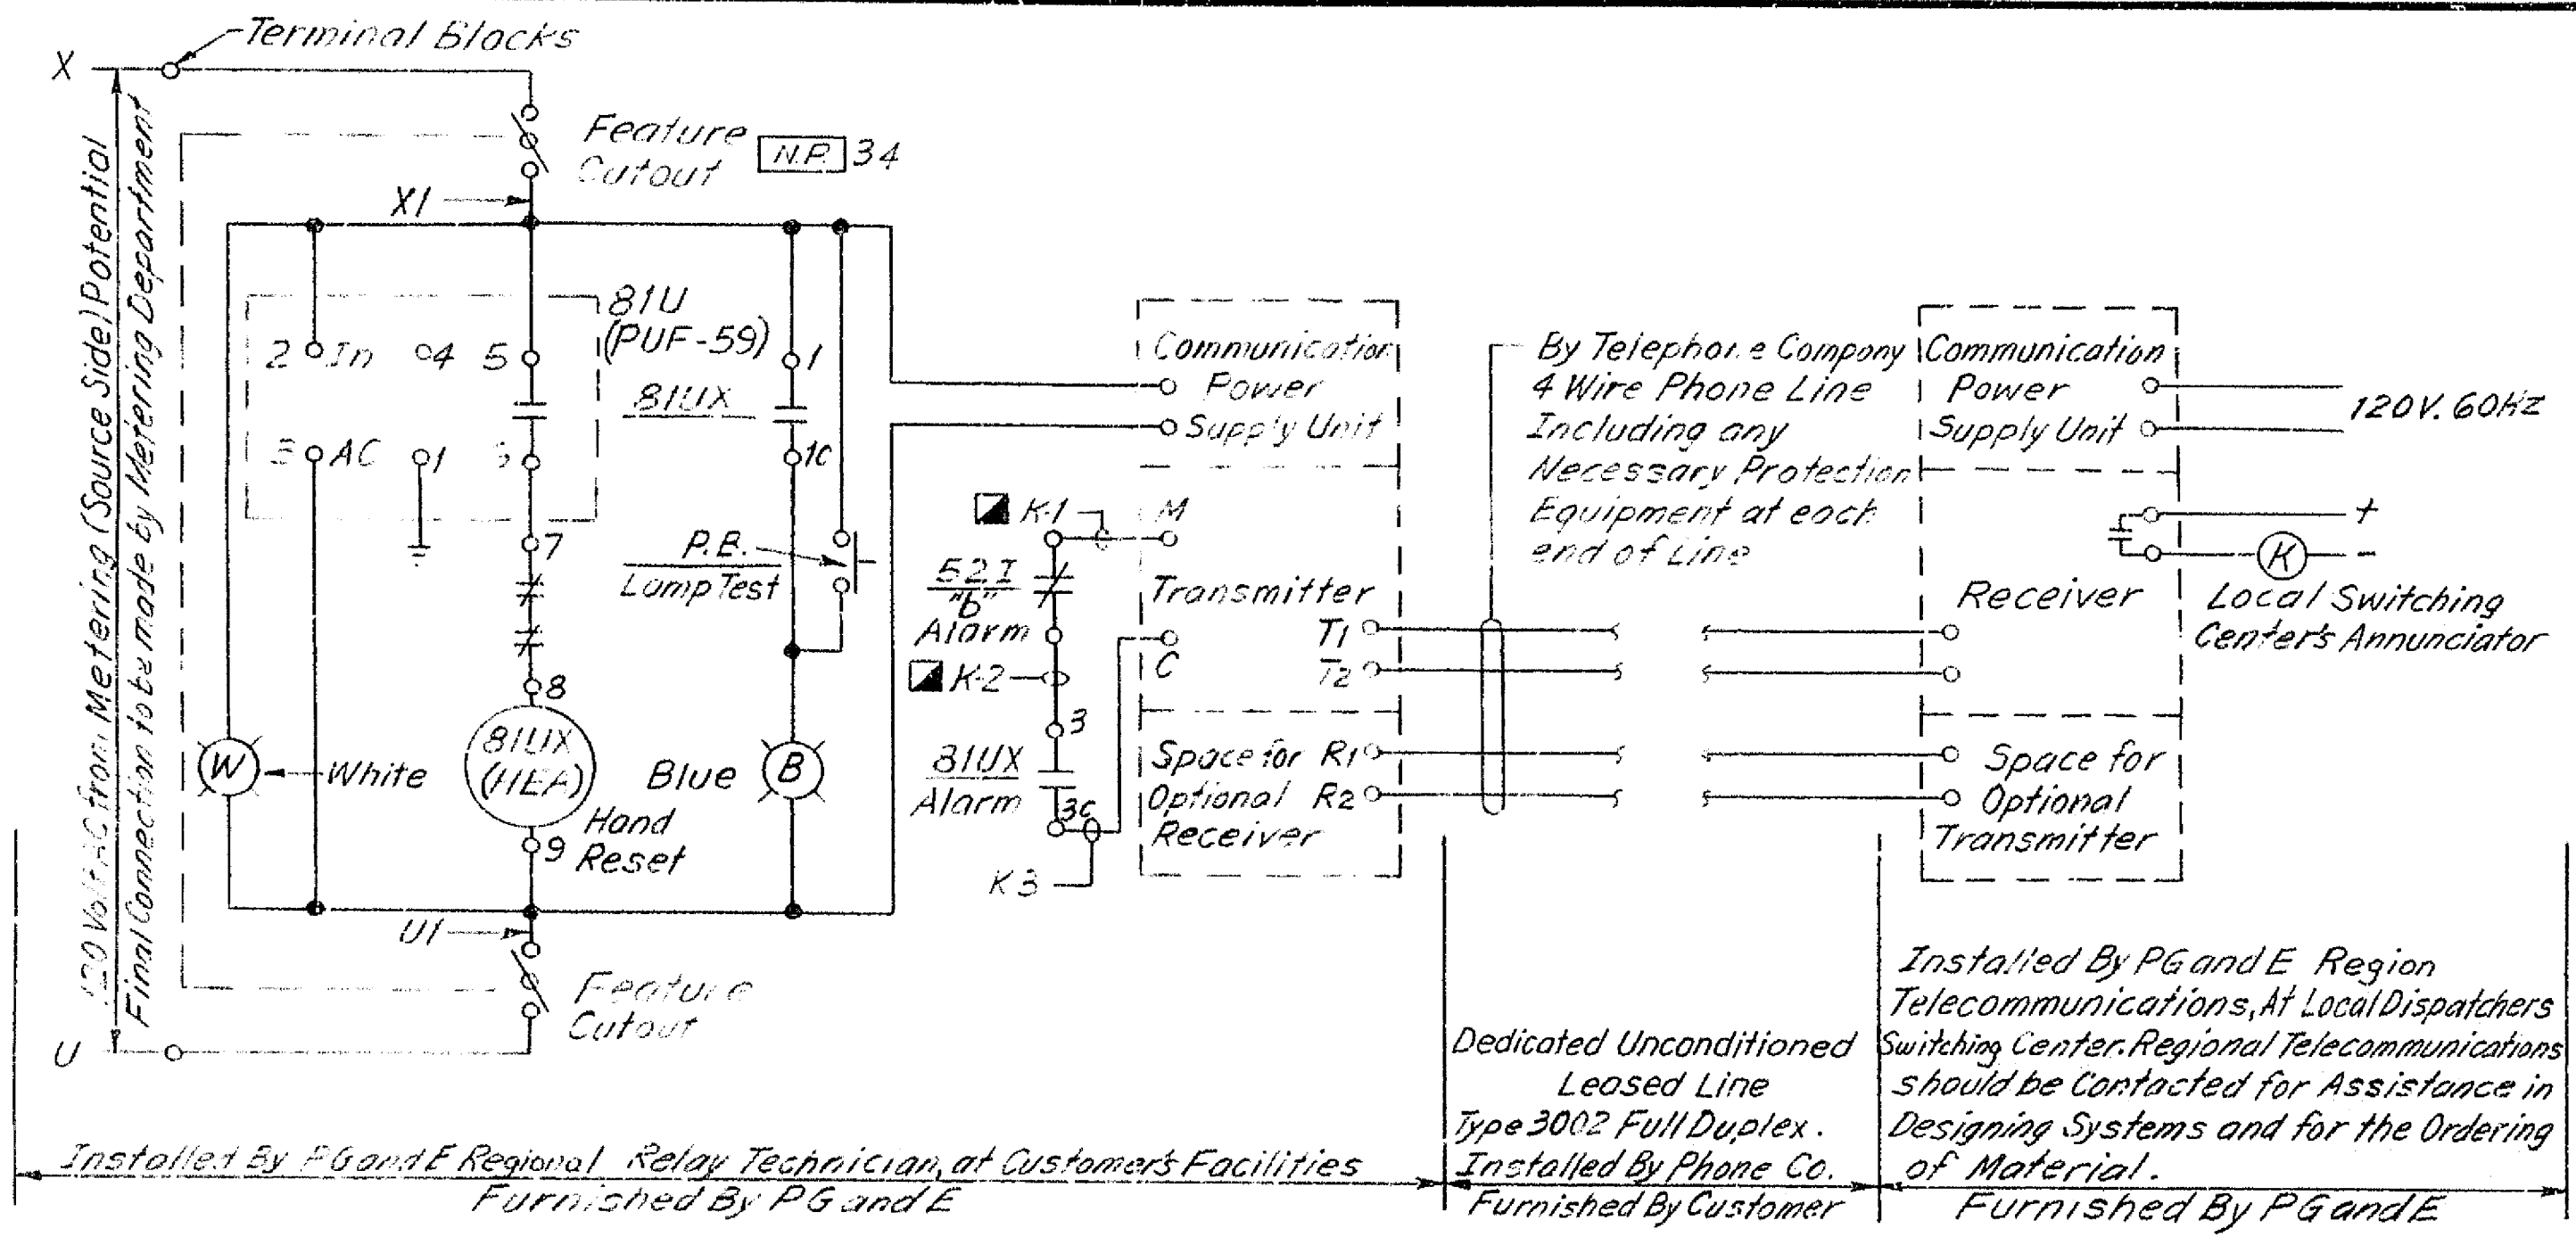 Terminal Blocks
X
120 Volt AC from Metering (Source Side) Potential
Final Connection to be made by Metering Department
Feature
Cutout
N.P. 34
X1
81U
(PUF-59)
2 In
4
5
1
81UX
3 AC
1
6
1C
7
P.B.
Lamp Test
8
81UX
(HEA)
W
White
Blue
B
Hand
Reset
9
U1
Feature
Cutout
U
K-1
52I
"b"
Alarm
K-2
3
81UX
Alarm
3C
K3
Communication
Power
Supply Unit
M
Transmitter
T1
C
T2
Space for R1
Optional R2
Receiver
By Telephone Company
4 Wire Phone Line
Including any
Necessary Protection
Equipment at each
end of Line
Communication
Power
Supply Unit
120V. 60Hz
+
K
-
Receiver
Local Switching
Center's Annunciator
Space for
Optional
Transmitter
Installed By PG and E Regional Relay Technician, at Customer's Facilities
Furnished By PG and E
Dedicated Unconditioned
Leased Line
Type 3002 Full Duplex.
Installed By Phone Co.
Furnished By Customer
Installed By PG and E Region
Telecommunications, At Local Dispatchers
Switching Center. Regional Telecommunications
should be Contacted for Assistance in
Designing Systems and for the Ordering
of Material.
Furnished By PG and E